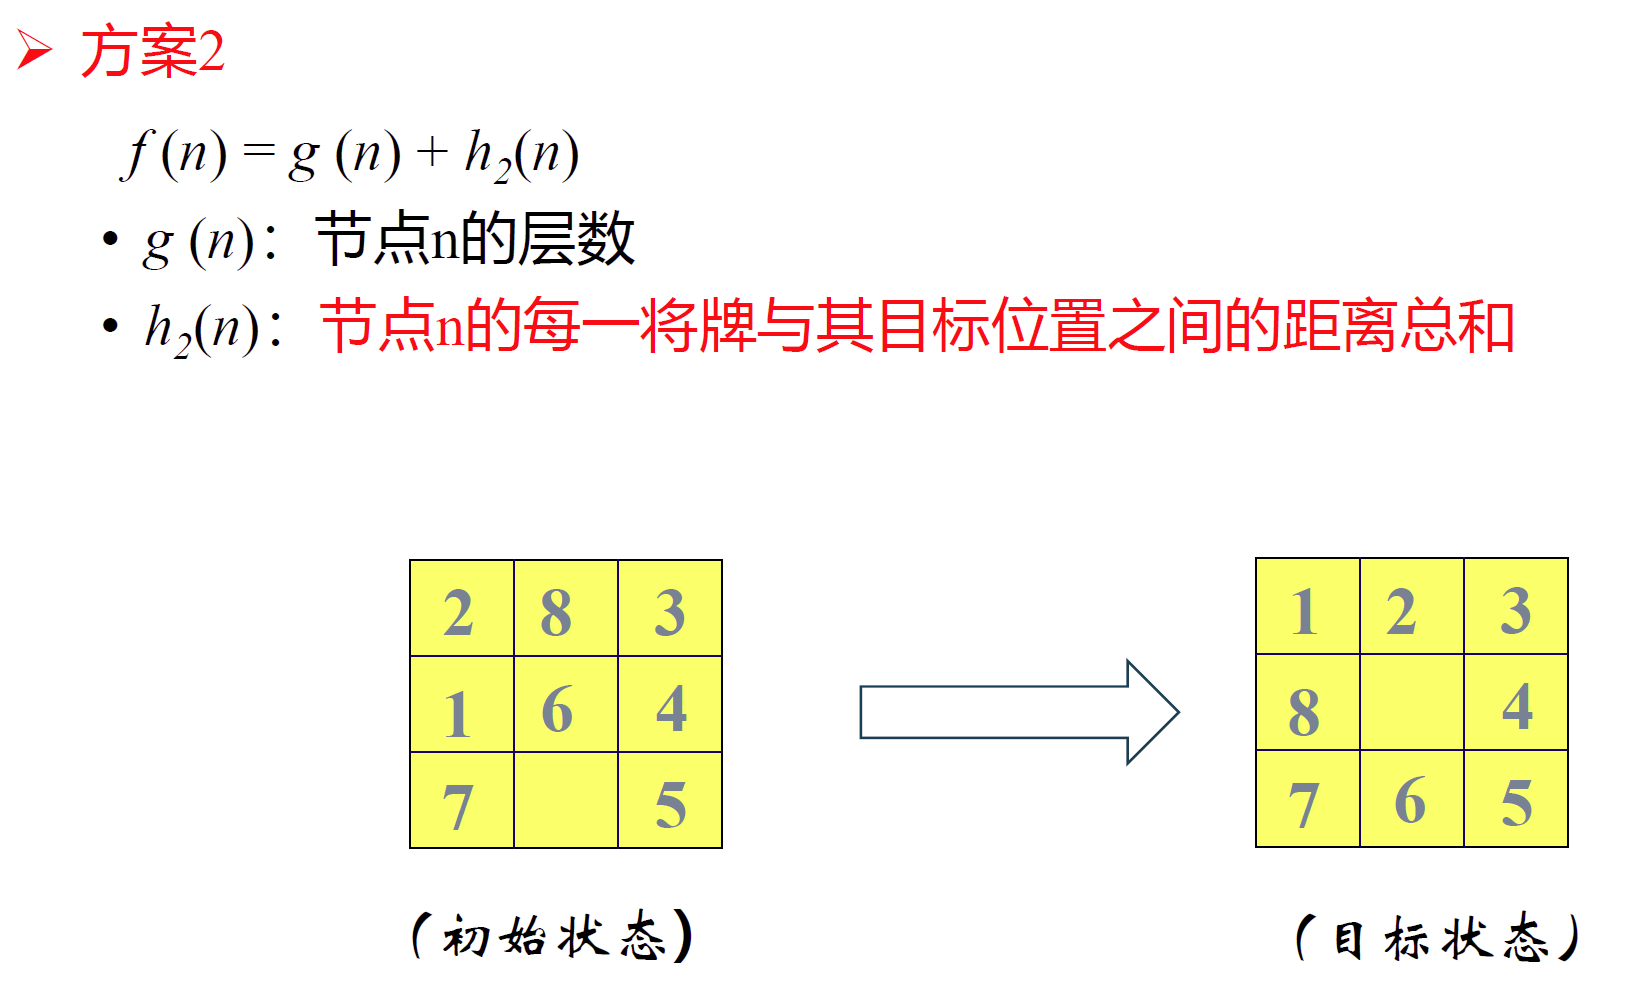 ➢ 方案2
f (n) = g (n) + h₂(n)
• g (n)：节点n的层数
• h₂(n)：节点n的每一将牌与其目标位置之间的距离总和
2 8 3
1 6 4
7 5
(初始状态)
1 2 3
8 4
7 6 5
(目标状态)